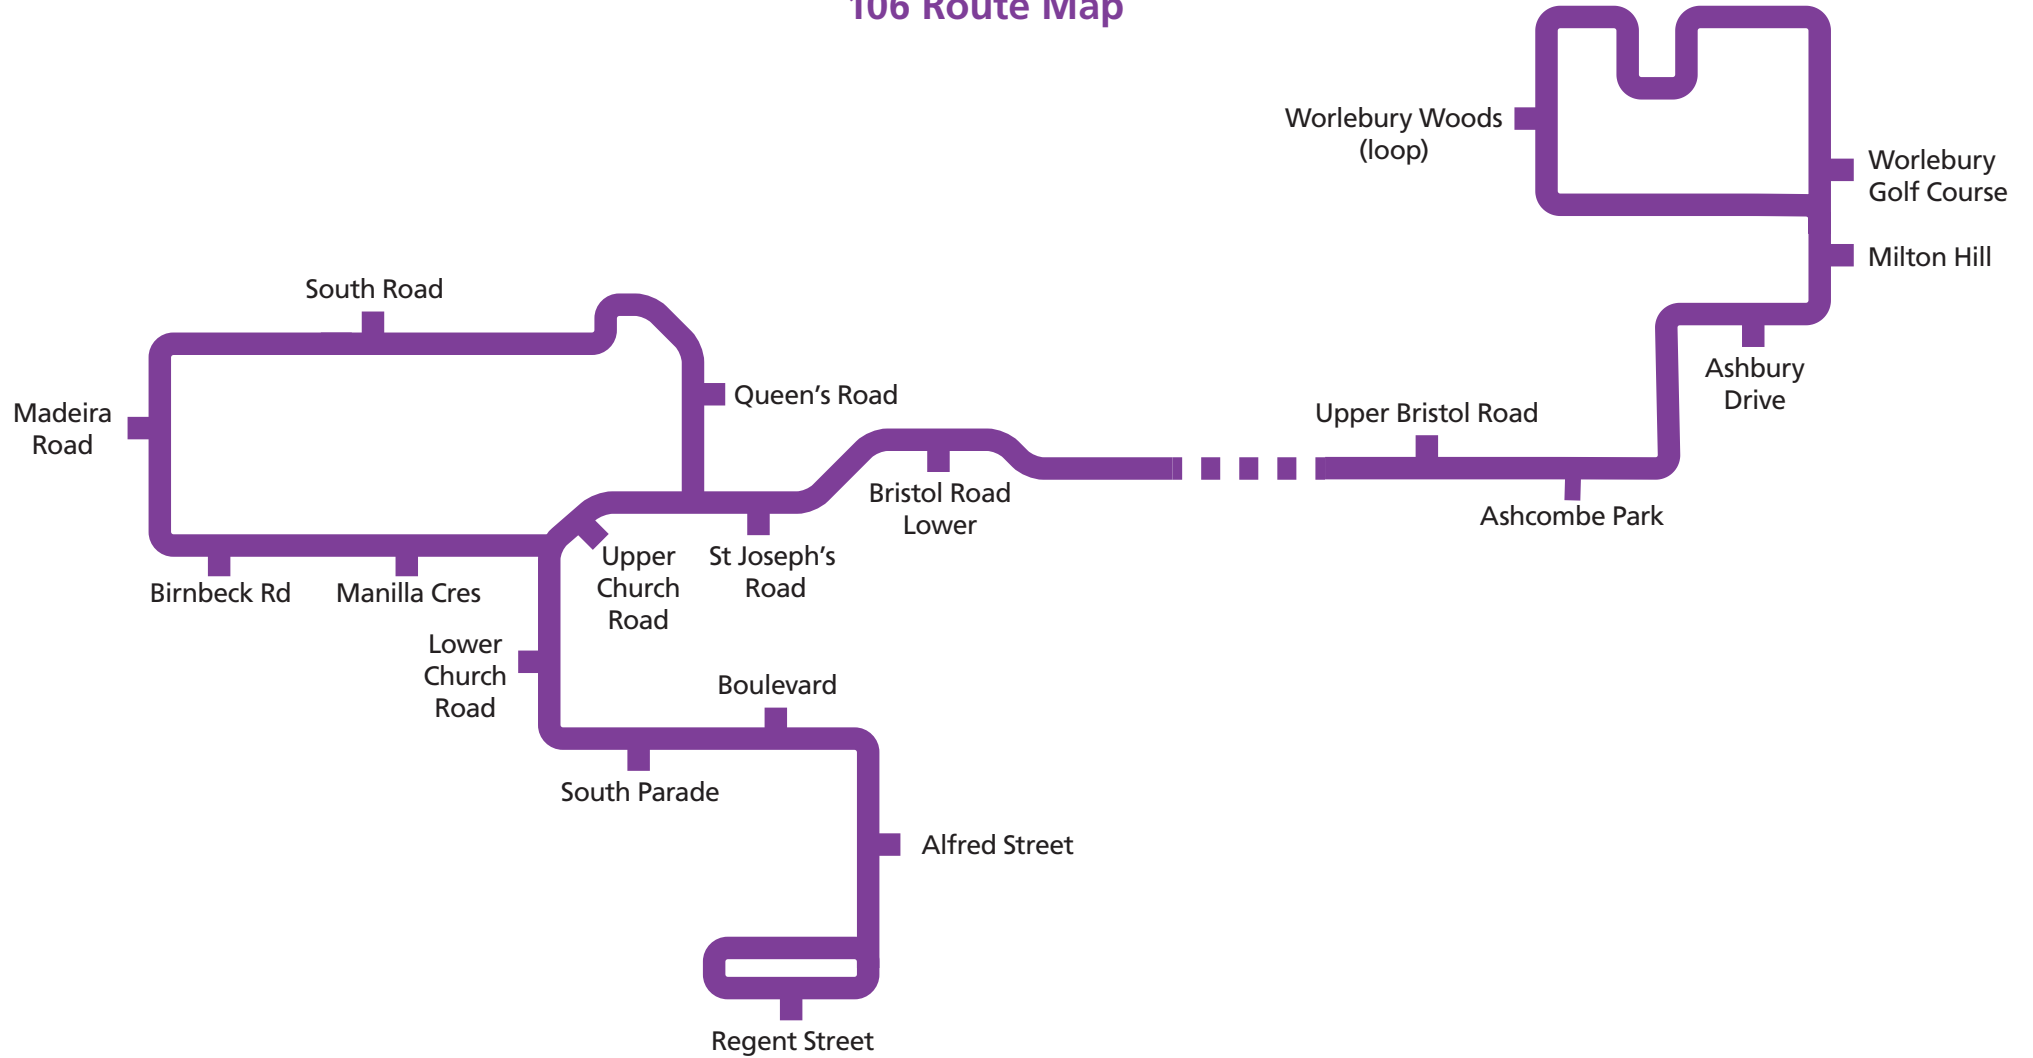 106 Route Map
Worlebury Woods
(loop)
Worlebury
Golf Course
Milton Hill
South Road
Ashbury
Drive
Queen's Road
Madeira
Road
Upper Bristol Road
Bristol Road
Lower
Ashcombe Park
Upper
Church
Road
St Joseph's
Road
Birnbeck Rd
Manilla Cres
Lower
Church
Road
Boulevard
South Parade
Alfred Street
Regent Street